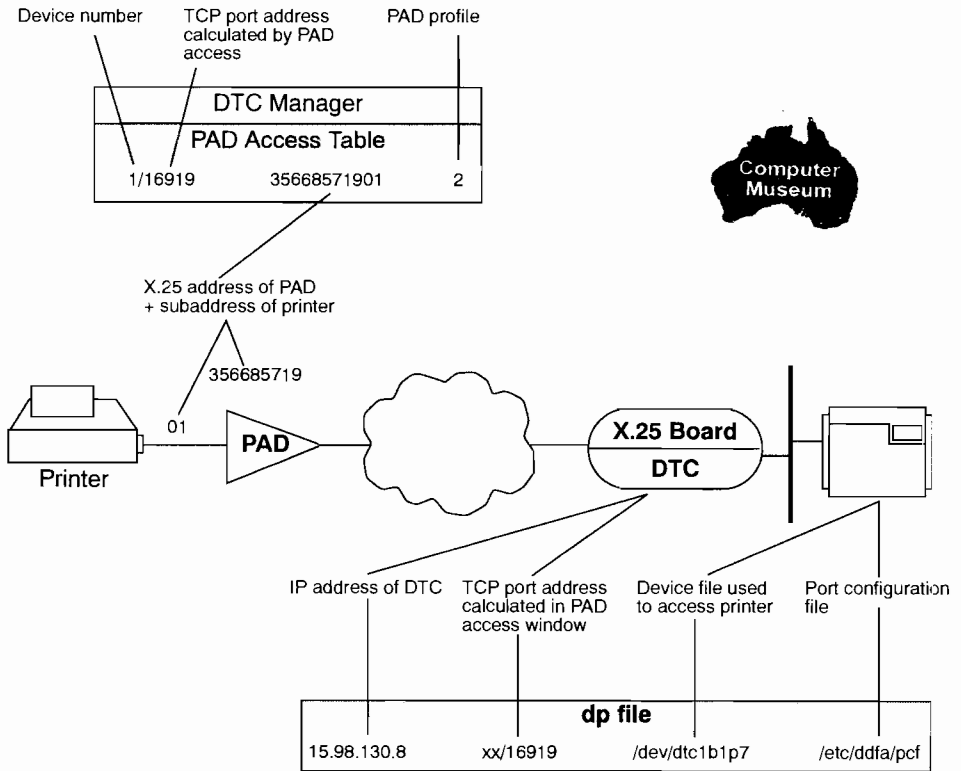 Device number
TCP port address
calculated by PAD
access
PAD profile
DTC Manager
PAD Access Table
1/16919 35668571901 2
Computer
Museum
X.25 address of PAD
+ subaddress of printer
356685719
01
PAD
Printer
X.25 Board
DTC
IP address of DTC
TCP port address
calculated in PAD
access window
Device file used
to access printer
Port configuration
file
dp file
15.98.130.8 xx/16919 /dev/dtc1b1p7 /etc/ddfa/pcf